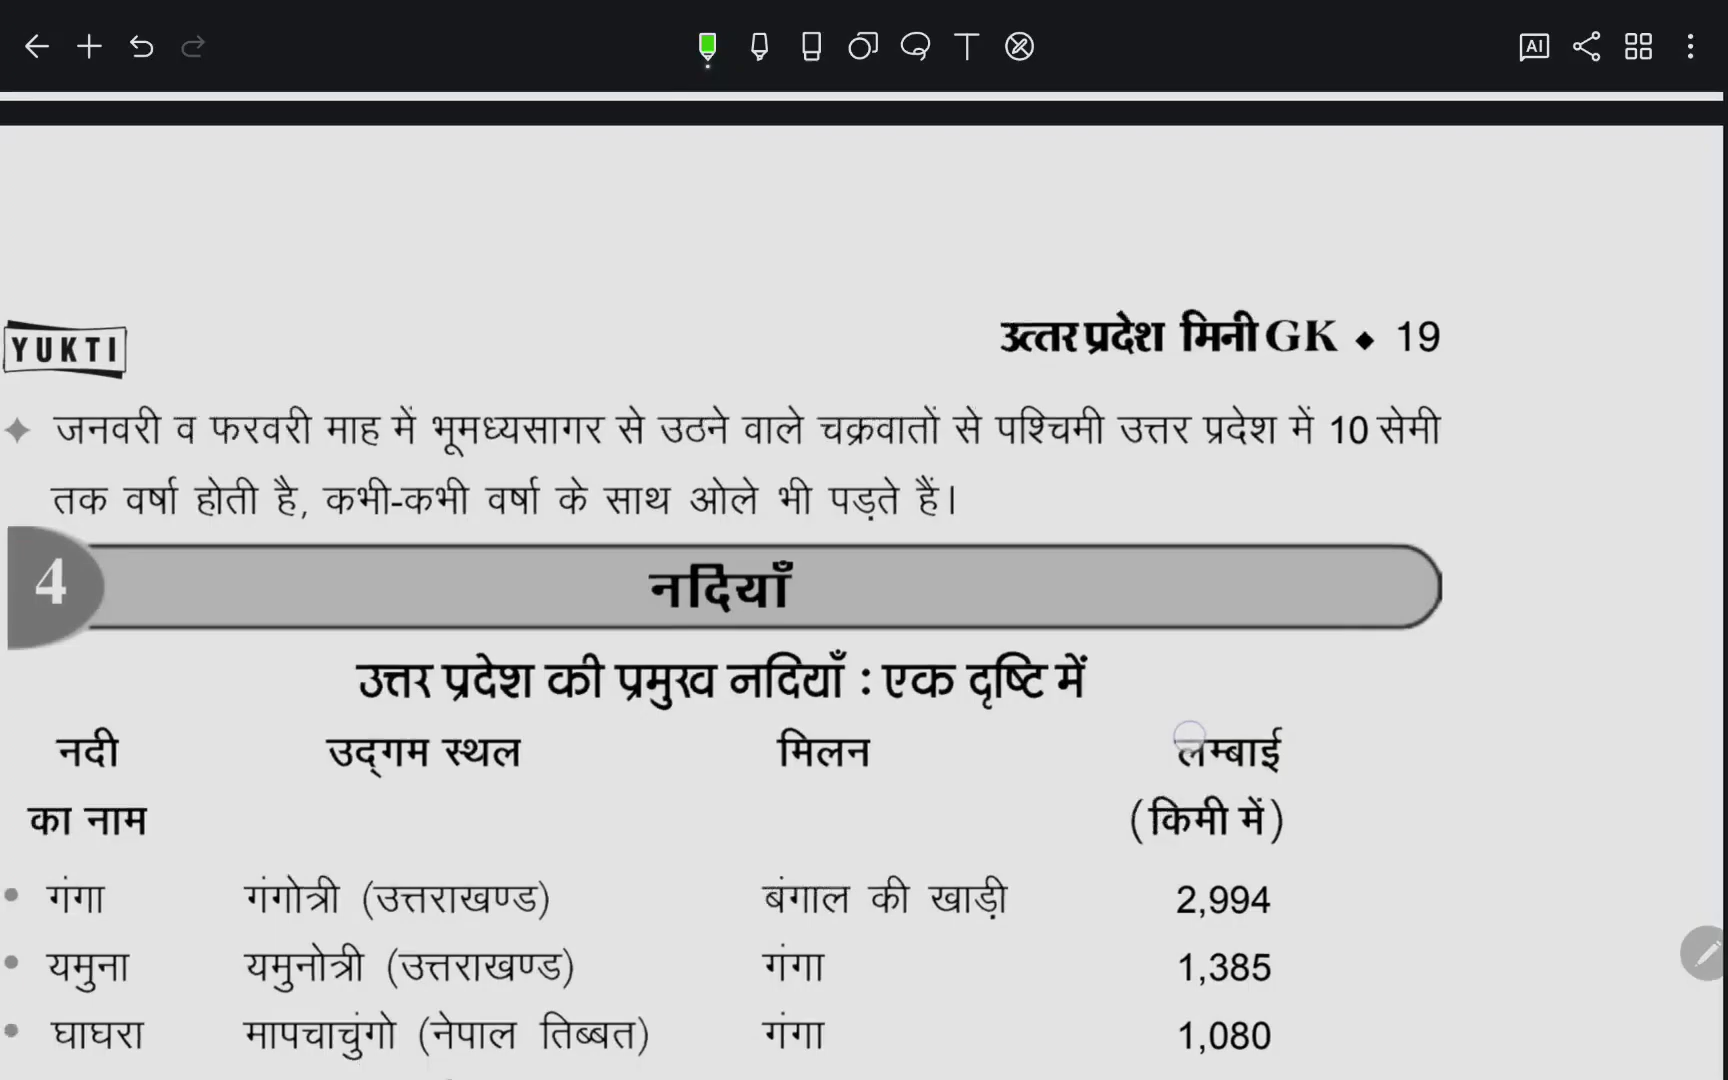 AI
YUKTI
उत्तर प्रदेश मिनी GK ◆ 19
जनवरी व फरवरी माह में भूमध्यसागर से उठने वाले चक्रवातों से पश्चिमी उत्तर प्रदेश में 10 सेमी
तक वर्षा होती है, कभी-कभी वर्षा के साथ ओले भी पड़ते हैं।
4 नदियाँ
उत्तर प्रदेश की प्रमुख नदियाँ : एक दृष्टि में
नदी उद्गम स्थल मिलन लम्बाई
का नाम (किमी में)
• गंगा गंगोत्री (उत्तराखण्ड) बंगाल की खाड़ी 2,994
• यमुना यमुनोत्री (उत्तराखण्ड) गंगा 1,385
• घाघरा मापचाचुंगो (नेपाल तिब्बत) गंगा 1,080